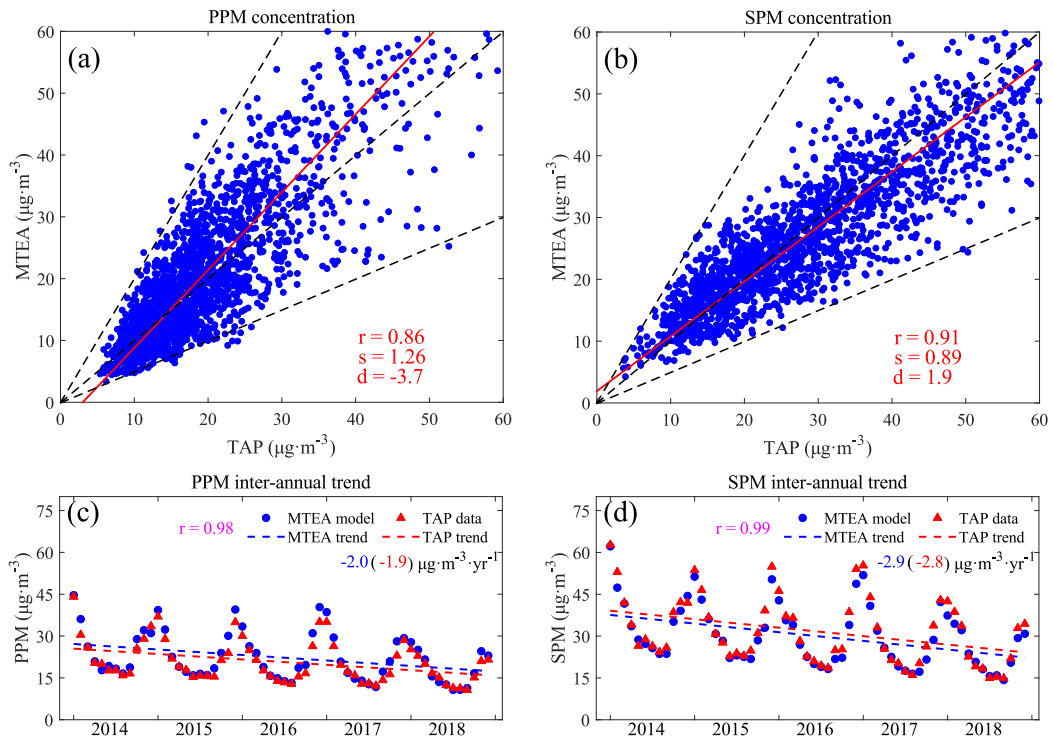 PPM concentration
(a)
MTEA (μg·m⁻³)
60
50
40
30
20
10
0
r = 0.86
s = 1.26
d = -3.7
0 10 20 30 40 50 60
TAP (μg·m⁻³)
SPM concentration
(b)
MTEA (μg·m⁻³)
60
50
40
30
20
10
0
r = 0.91
s = 0.89
d = 1.9
0 10 20 30 40 50 60
TAP (μg·m⁻³)
PPM inter-annual trend
(c)
PPM (μg·m⁻³)
75
60
45
30
15
0
r = 0.98
MTEA model TAP data
MTEA trend TAP trend
-2.0 (-1.9) μg·m⁻³·yr⁻¹
2014 2015 2016 2017 2018
SPM inter-annual trend
(d)
SPM (μg·m⁻³)
75
60
45
30
15
0
r = 0.99
MTEA model TAP data
MTEA trend TAP trend
-2.9 (-2.8) μg·m⁻³·yr⁻¹
2014 2015 2016 2017 2018